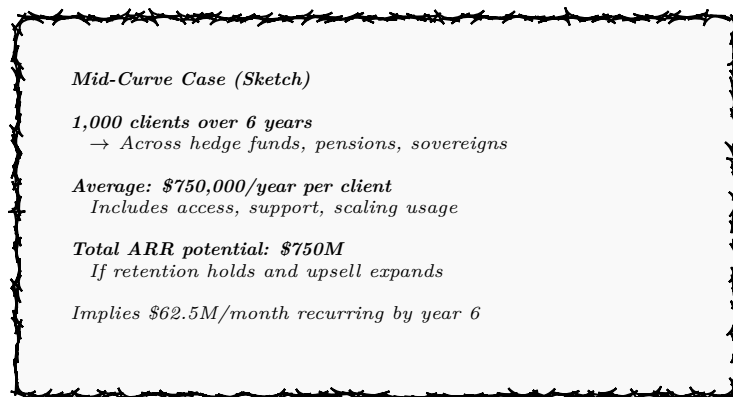 Mid-Curve Case (Sketch)
1,000 clients over 6 years
→ Across hedge funds, pensions, sovereigns
Average: $750,000/year per client
Includes access, support, scaling usage
Total ARR potential: $750M
If retention holds and upsell expands
Implies $62.5M/month recurring by year 6